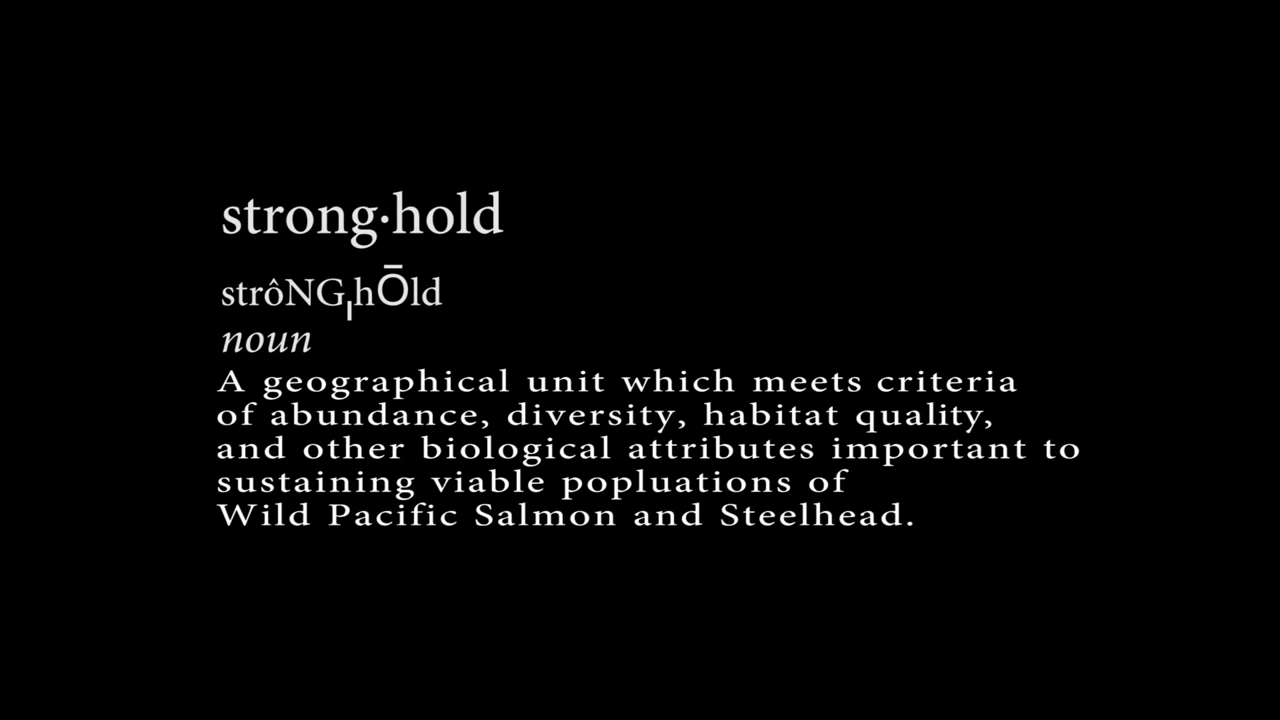 strong·hold
strôNGˌhŌld
noun
A geographical unit which meets criteria
of abundance, diversity, habitat quality,
and other biological attributes important to
sustaining viable popluations of
Wild Pacific Salmon and Steelhead.